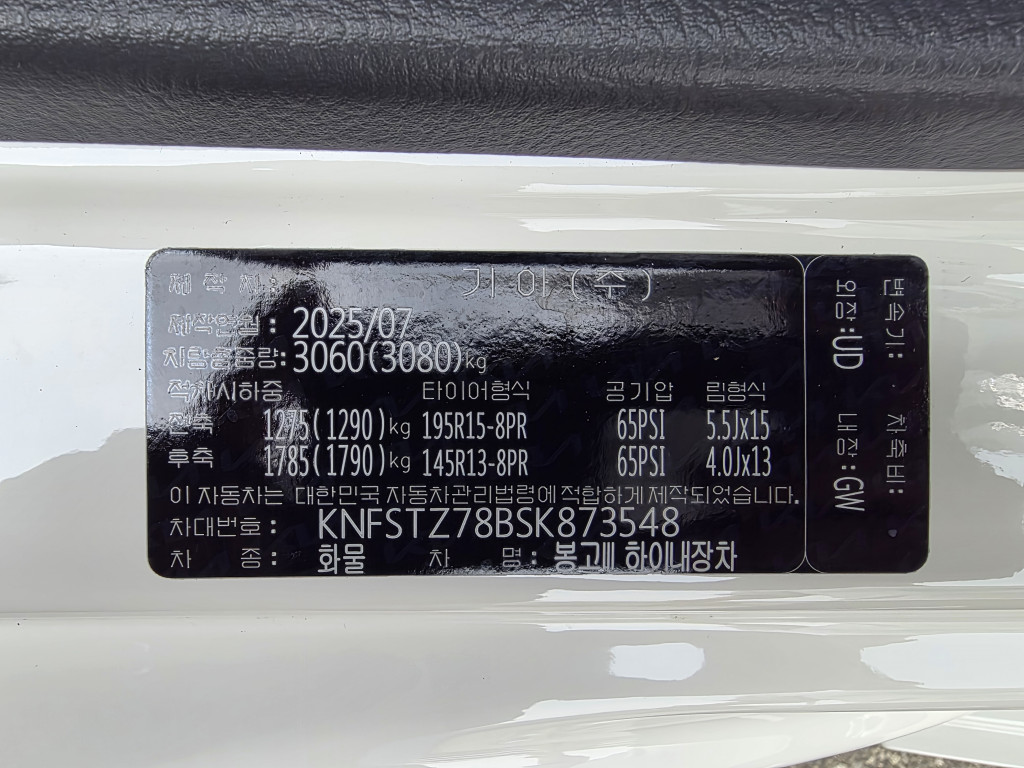 제 작 자 : 기 아 (주)
제작연월 : 2025/07
차량총중량 : 3060(3080)kg
적차시하중 타이어형식 공기압 림형식
전축 1275(1290)kg 195R15-8PR 65PSI 5.5Jx15
후축 1785(1790)kg 145R13-8PR 65PSI 4.0Jx13
이 자동차는 대한민국 자동차관리법령에 적합하게 제작되었습니다.
차대번호 : KNFSTZ78BSK873548
차 종 : 화물 차 명 : 봉고Ⅲ 하이내장차
변속기: 차축비:
외장:UD 내장:GW